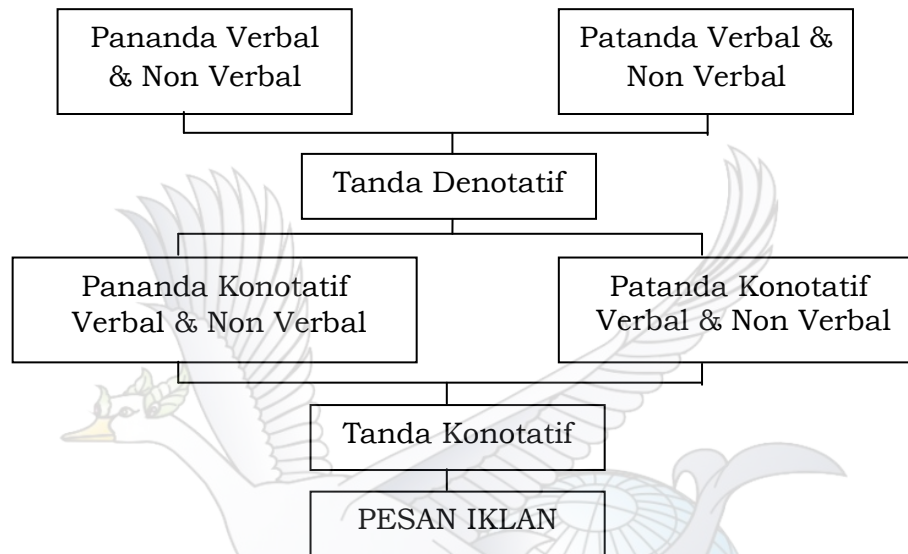 Pananda Verbal
& Non Verbal
Patanda Verbal &
Non Verbal
Tanda Denotatif
Pananda Konotatif
Verbal & Non Verbal
Patanda Konotatif
Verbal & Non Verbal
Tanda Konotatif
PESAN IKLAN